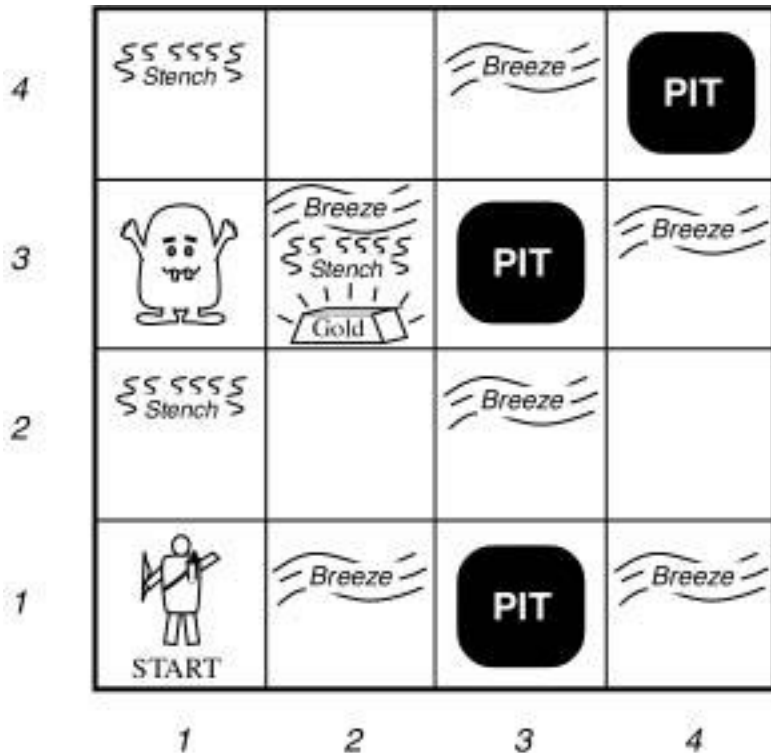 4
Stench
Breeze
PIT
3
Breeze
Stench
Gold
PIT
Breeze
2
Stench
Breeze
1
START
Breeze
PIT
Breeze
1 2 3 4